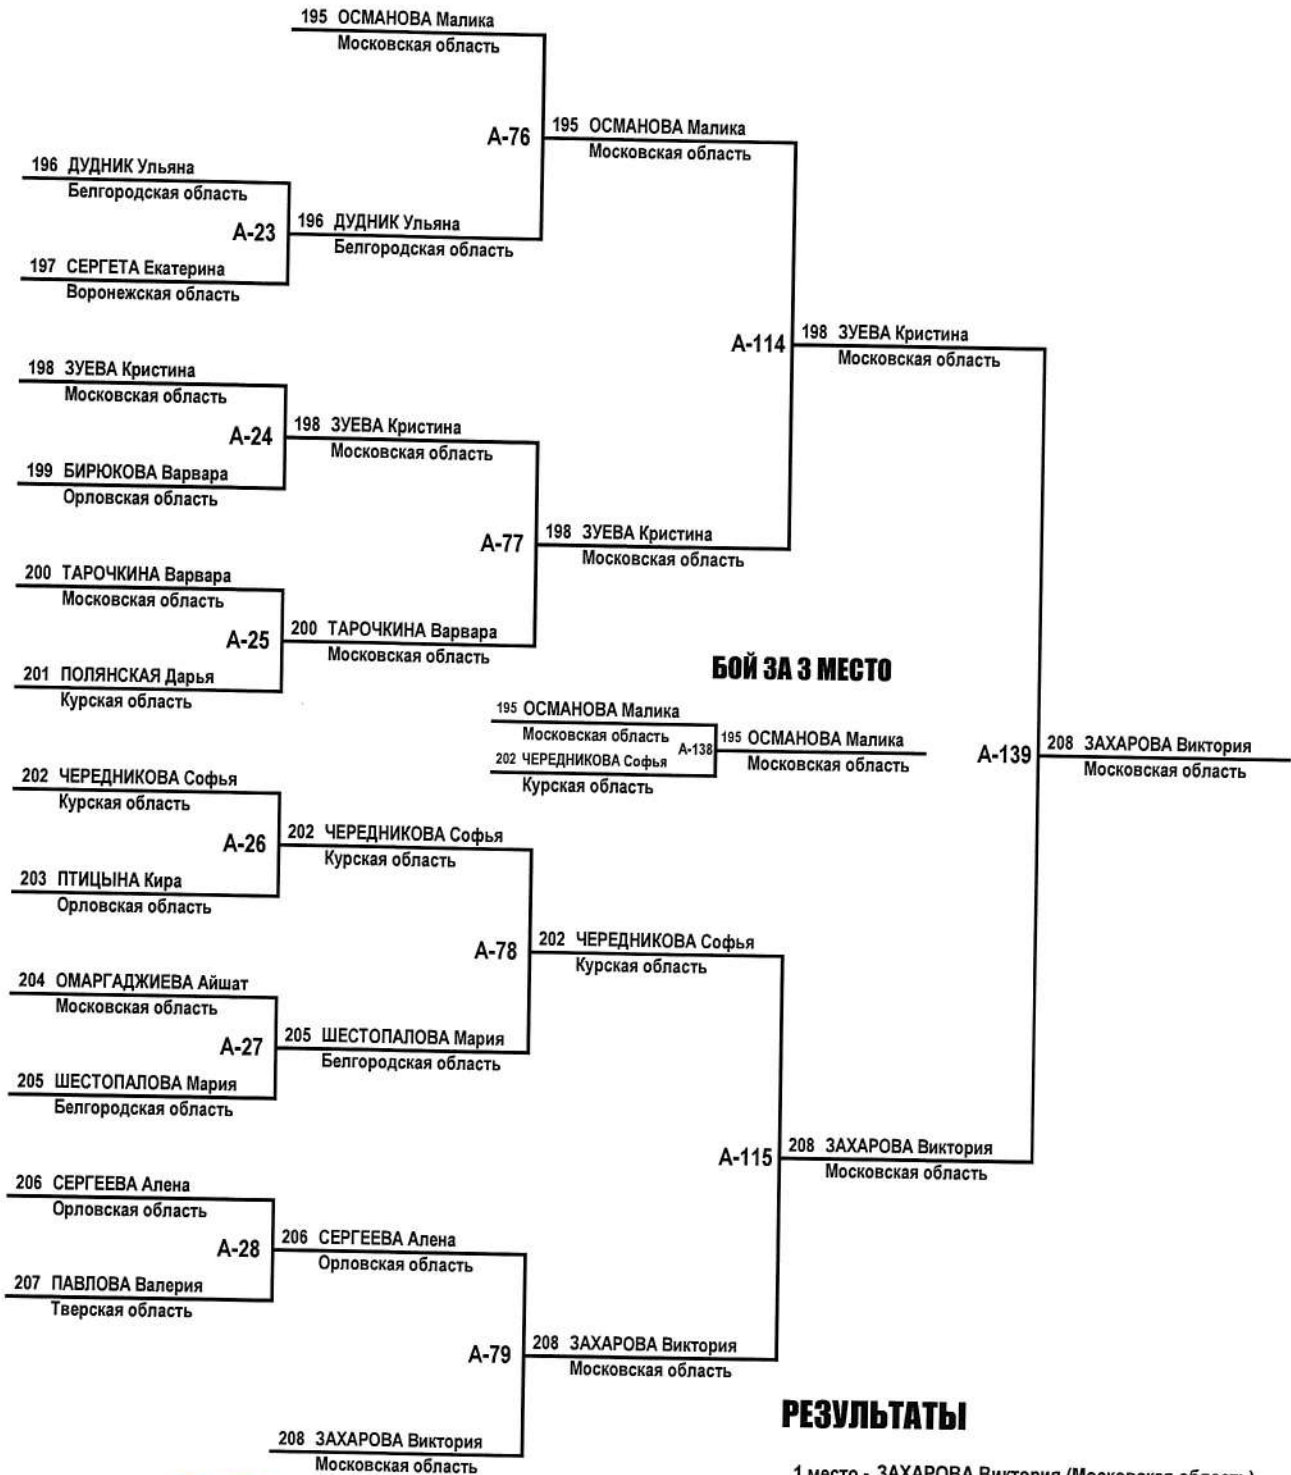 195 ОСМАНОВА Малика
Московская область
А-76
195 ОСМАНОВА Малика
Московская область
196 ДУДНИК Ульяна
Белгородская область
А-23
196 ДУДНИК Ульяна
Белгородская область
197 СЕРГЕТА Екатерина
Воронежская область
А-114
198 ЗУЕВА Кристина
Московская область
198 ЗУЕВА Кристина
Московская область
А-24
198 ЗУЕВА Кристина
Московская область
199 БИРЮКОВА Варвара
Орловская область
А-77
198 ЗУЕВА Кристина
Московская область
200 ТАРОЧКИНА Варвара
Московская область
А-25
200 ТАРОЧКИНА Варвара
Московская область
201 ПОЛЯНСКАЯ Дарья
Курская область
БОЙ ЗА 3 МЕСТО
195 ОСМАНОВА Малика
Московская область
А-138
195 ОСМАНОВА Малика
Московская область
202 ЧЕРЕДНИКОВА Софья
Курская область
А-139
208 ЗАХАРОВА Виктория
Московская область
202 ЧЕРЕДНИКОВА Софья
Курская область
А-26
202 ЧЕРЕДНИКОВА Софья
Курская область
203 ПТИЦЫНА Кира
Орловская область
А-78
202 ЧЕРЕДНИКОВА Софья
Курская область
204 ОМАРГАДЖИЕВА Айшат
Московская область
А-27
205 ШЕСТОПАЛОВА Мария
Белгородская область
205 ШЕСТОПАЛОВА Мария
Белгородская область
А-115
208 ЗАХАРОВА Виктория
Московская область
206 СЕРГЕЕВА Алена
Орловская область
А-28
206 СЕРГЕЕВА Алена
Орловская область
207 ПАВЛОВА Валерия
Тверская область
А-79
208 ЗАХАРОВА Виктория
Московская область
208 ЗАХАРОВА Виктория
Московская область
РЕЗУЛЬТАТЫ
1 место - ЗАХАРОВА Виктория (Московская область)